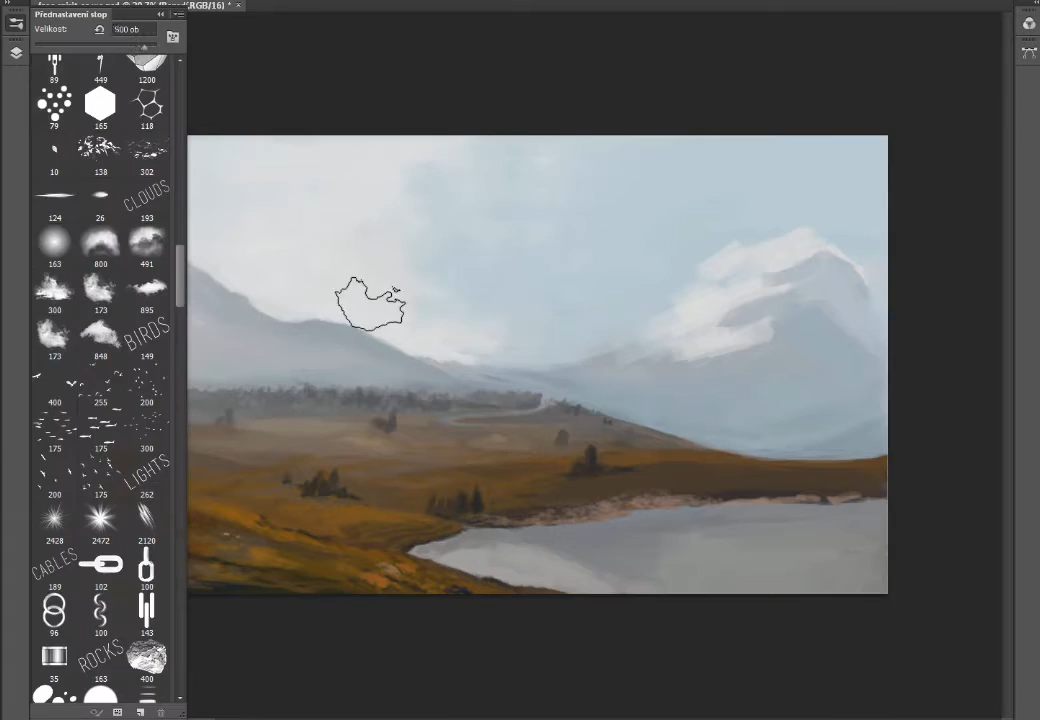 Přednastavení stop
Velikost:
800 ob
89 449 1200
79 165 118
10 138 302
CLOUDS
124 26 193
163 800 491
300 173 895
BIRDS
173 848 149
400 255 200
175 175 300
LIGHTS
200 175 262
2428 2472 2120
CABLES
189 102 100
96 100 143
ROCKS
35 163 400